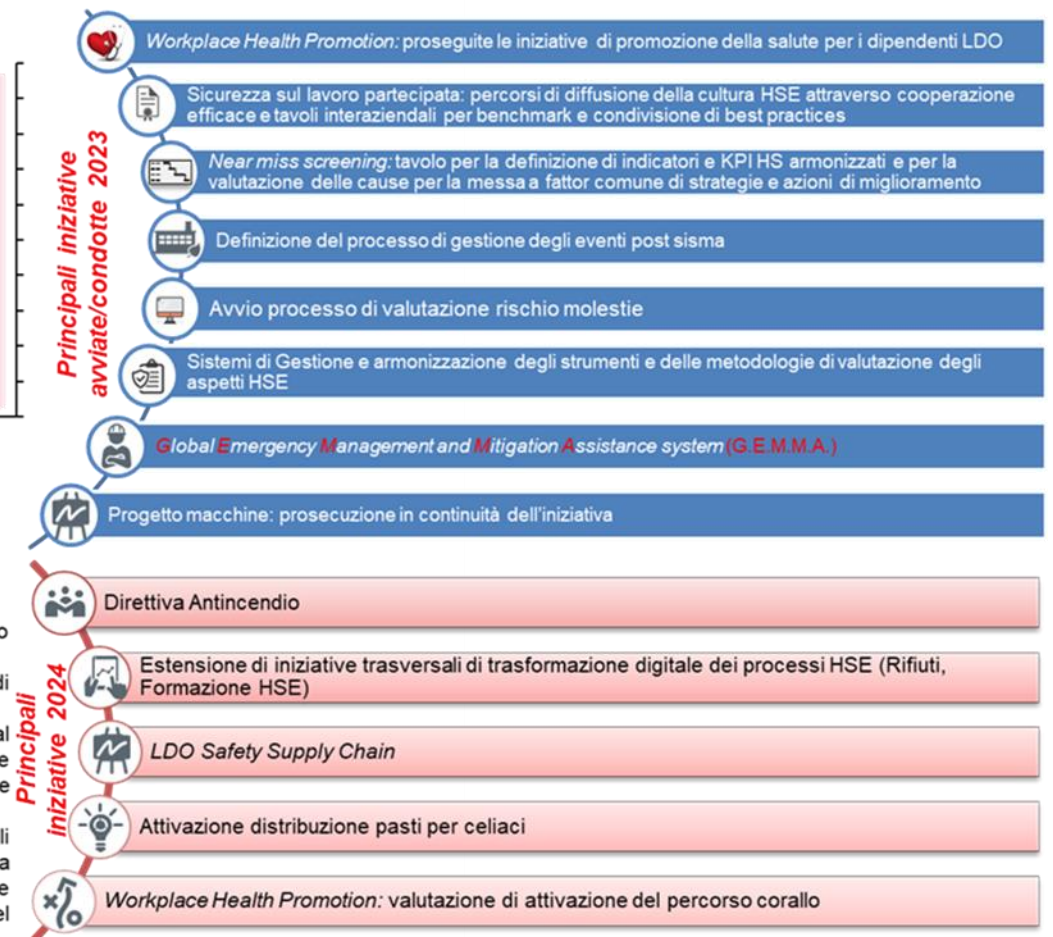 Principali iniziative
avviate/condotte 2023
Workplace Health Promotion: proseguite le iniziative di promozione della salute per i dipendenti LDO
Sicurezza sul lavoro partecipata: percorsi di diffusione della cultura HSE attraverso cooperazione
efficace e tavoli interaziendali per benchmark e condivisione di best practices
Near miss screening: tavolo per la definizione di indicatori e KPI HS armonizzati e per la
valutazione delle cause per la messa a fattor comune di strategie e azioni di miglioramento
Definizione del processo di gestione degli eventi post sisma
Avvio processo di valutazione rischio molestie
Sistemi di Gestione e armonizzazione degli strumenti e delle metodologie di valutazione degli
aspetti HSE
Global Emergency Management and Mitigation Assistance system (G.E.M.M.A.)
Progetto macchine: prosecuzione in continuità dell'iniziativa
Principali
iniziative 2024
Direttiva Antincendio
Estensione di iniziative trasversali di trasformazione digitale dei processi HSE (Rifiuti,
Formazione HSE)
LDO Safety Supply Chain
Attivazione distribuzione pasti per celiaci
Workplace Health Promotion: valutazione di attivazione del percorso corallo